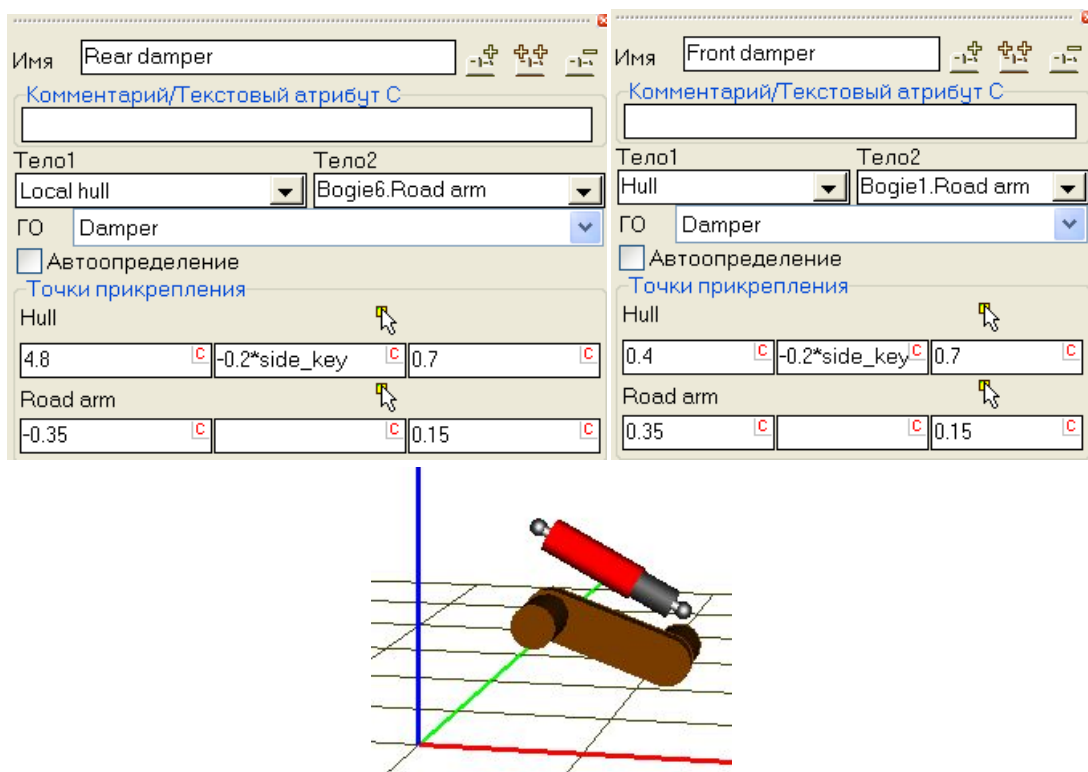 Имя Rear damper
Комментарий/Текстовый атрибут C
Тело1 Тело2
Local hull Bogie6.Road arm
ГО Damper
Автоопределение
Точки прикрепления
Hull
4.8 C -0.2*side_key C 0.7 C
Road arm
-0.35 C C 0.15 C
Имя Front damper
Комментарий/Текстовый атрибут C
Тело1 Тело2
Hull Bogie1.Road arm
ГО Damper
Автоопределение
Точки прикрепления
Hull
0.4 C -0.2*side_key C 0.7 C
Road arm
0.35 C C 0.15 C